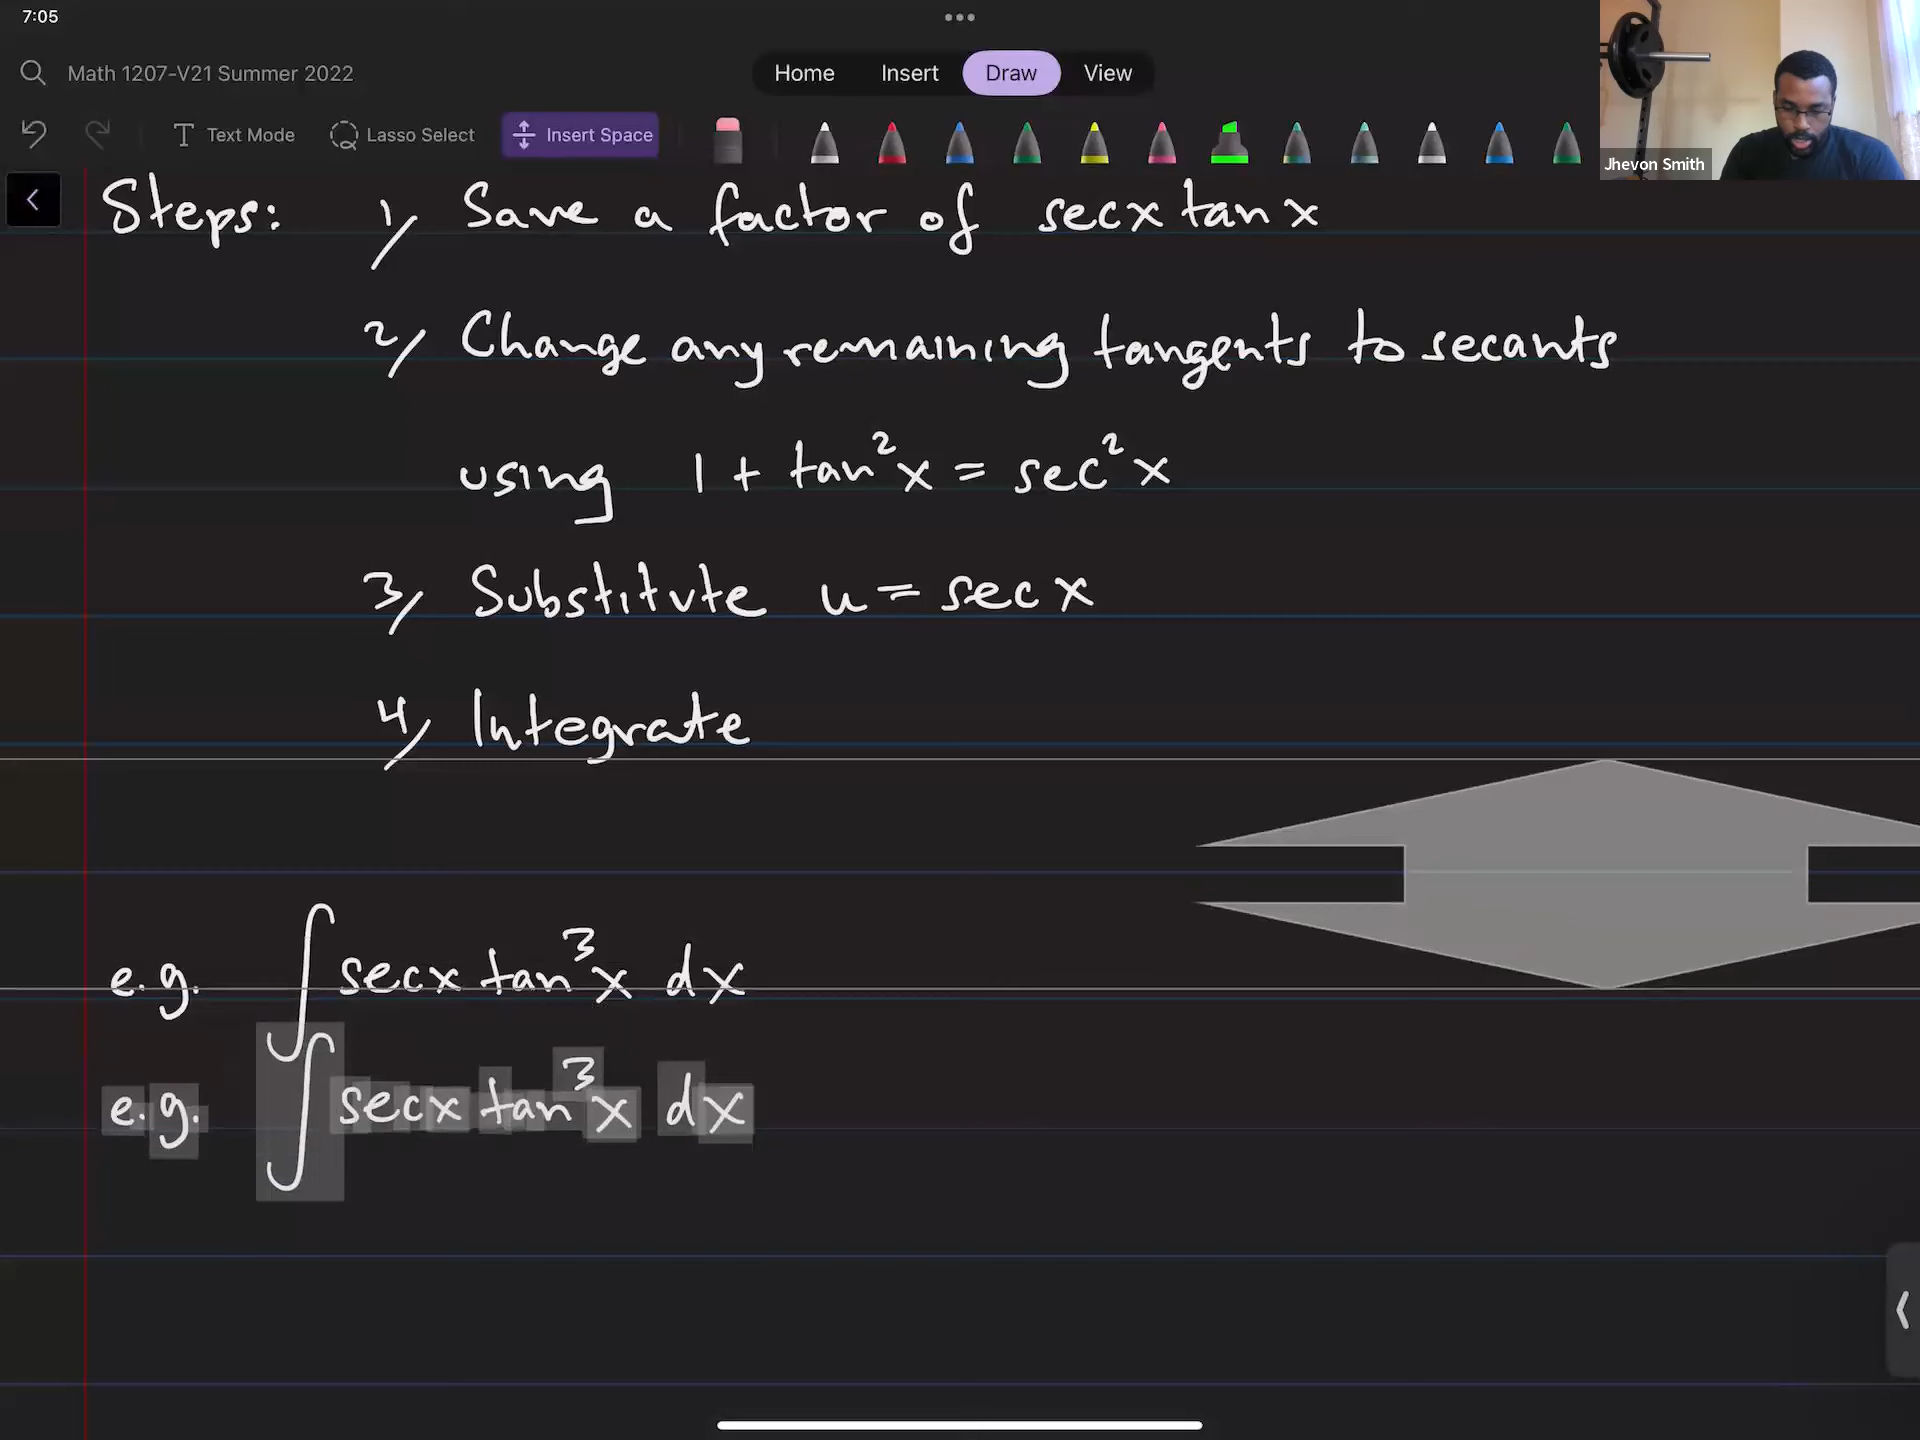 7:05
Math 1207-V21 Summer 2022
Home Insert Draw View
Text Mode Lasso Select Insert Space
Jhevon Smith
Steps: 1, Save a factor of secx tan x
2, Change any remaining tangents to secants
using 1 + tan²x = sec²x
3, Substitute u = sec x
4, Integrate
e.g. ∫ secx tan³x dx
e.g. ∫ secx tan³x dx